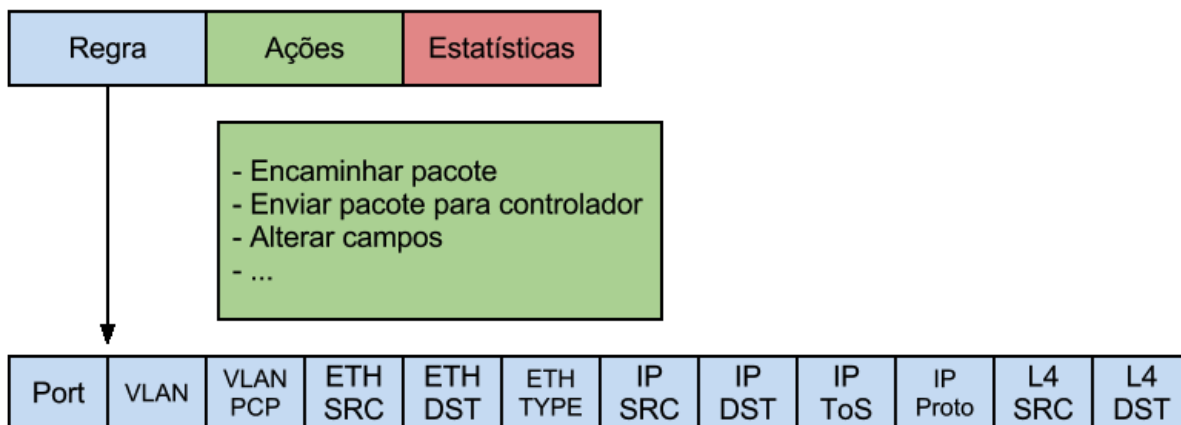 Regra Ações Estatísticas
- Encaminhar pacote
- Enviar pacote para controlador
- Alterar campos
- ...
Port VLAN VLAN PCP ETH SRC ETH DST ETH TYPE IP SRC IP DST IP ToS IP Proto L4 SRC L4 DST